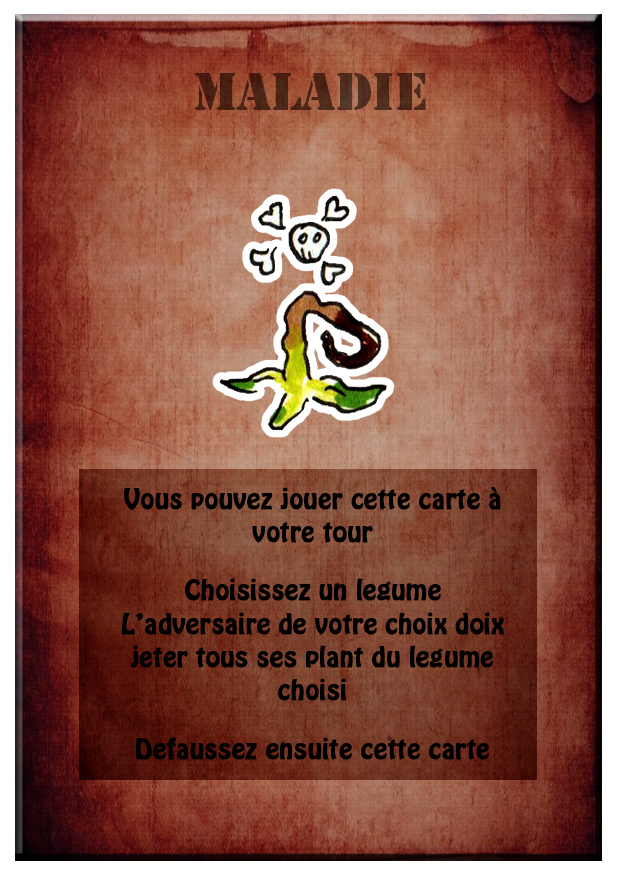 MALADIE
Vous pouvez jouer cette carte à
votre tour
Choisissez un legume
L'adversaire de votre choix doix
jeter tous ses plant du legume
choisi
Defaussez ensuite cette carte